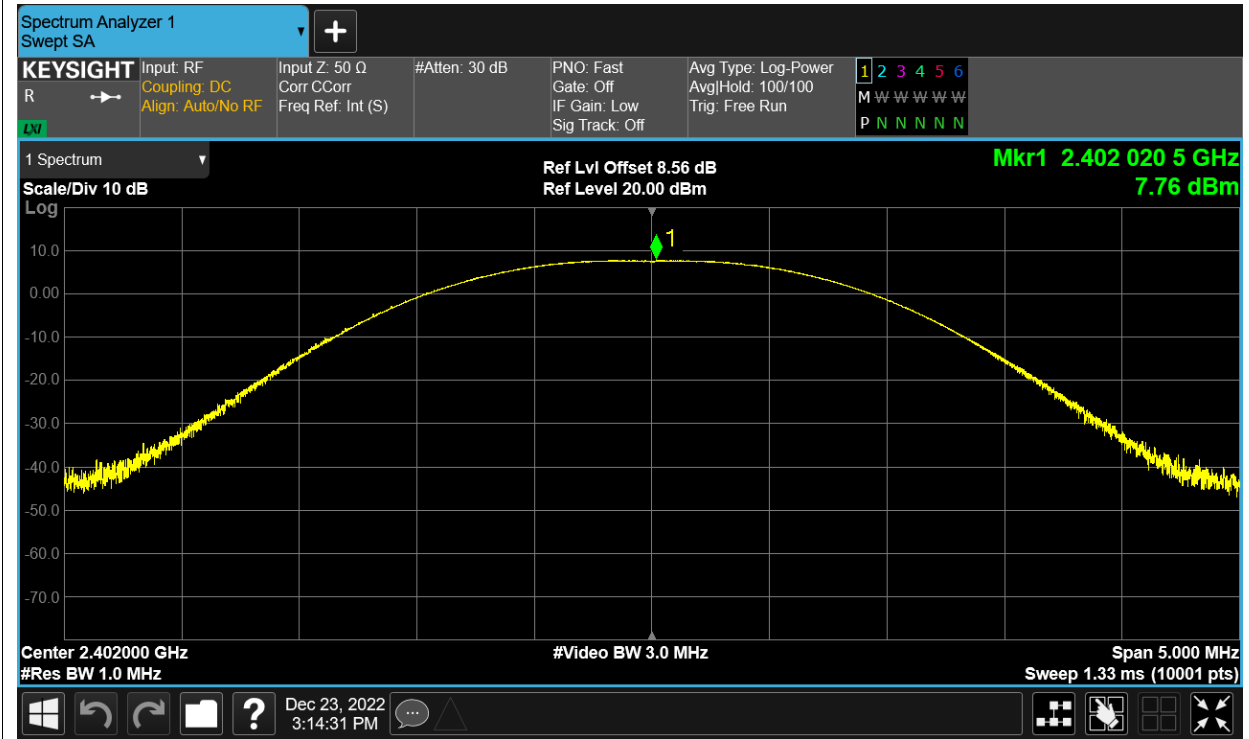 Spectrum Analyzer 1
Swept SA
KEYSIGHT
R
LXI
Input: RF
Coupling: DC
Align: Auto/No RF
Input Z: 50 Ω
Corr CCorr
Freq Ref: Int (S)
#Atten: 30 dB
PNO: Fast
Gate: Off
IF Gain: Low
Sig Track: Off
Avg Type: Log-Power
Avg|Hold: 100/100
Trig: Free Run
1 2 3 4 5 6
M W W W W W
P N N N N N
1 Spectrum
Scale/Div 10 dB
Log
Ref Lvl Offset 8.56 dB
Ref Level 20.00 dBm
Mkr1 2.402 020 5 GHz
7.76 dBm
1
10.0
0.00
-10.0
-20.0
-30.0
-40.0
-50.0
-60.0
-70.0
Center 2.402000 GHz
#Video BW 3.0 MHz
Span 5.000 MHz
#Res BW 1.0 MHz
Sweep 1.33 ms (10001 pts)
?
Dec 23, 2022
3:14:31 PM